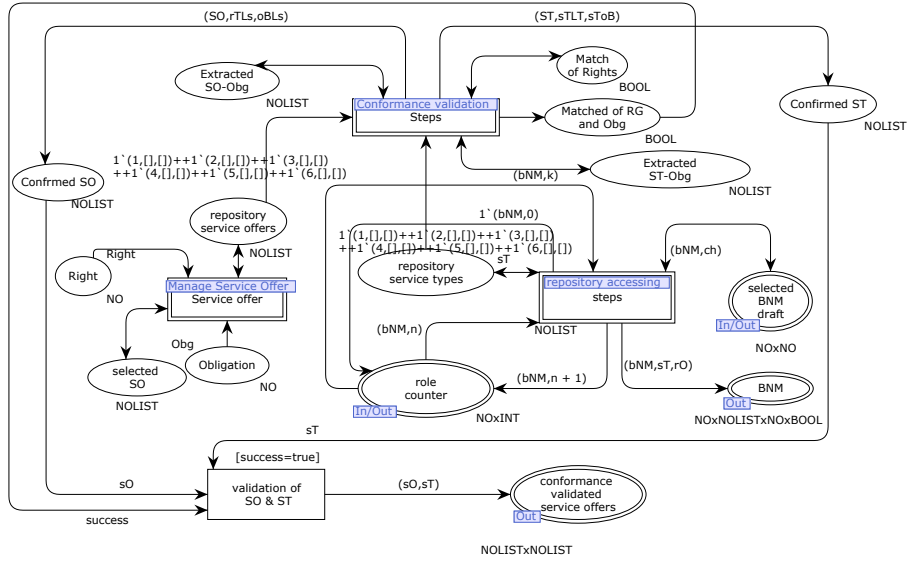 (SO,rTLs,oBLs)
(ST,sTLT,sToB)
Match
of Rights
BOOL
Extracted
SO-Obg
NOLIST
Conformance validation
Steps
Matched of RG
and Obg
BOOL
Confirmed ST
NOLIST
1`(1,[],[])++1`(2,[],[])++1`(3,[],[])
++1`(4,[],[])++1`(5,[],[])++1`(6,[],[])
Extracted
ST-Obg
NOLIST
(bNM,k)
Confrmed SO
NOLIST
repository
service offers
NOLIST
1`(bNM,0)
1`(1,[],[])++1`(2,[],[])++1`(3,[],[])
++1`(4,[],[])++1`(5,[],[])++1`(6,[],[])
repository
service types
sT
(bNM,ch)
Right
Right
NO
Manage Service Offer
Service offer
repository accessing
steps
NOLIST
selected
BNM
draft
In/Out
NOxNO
(bNM,n)
Obg
Obligation
NO
selected
SO
NOLIST
role
counter
In/Out
NOxINT
(bNM,n + 1)
(bNM,sT,rO)
BNM
Out
NOxNOLISTxNOxBOOL
sT
[success=true]
validation of
SO & ST
sO
success
(sO,sT)
conformance
validated
service offers
Out
NOLISTxNOLIST